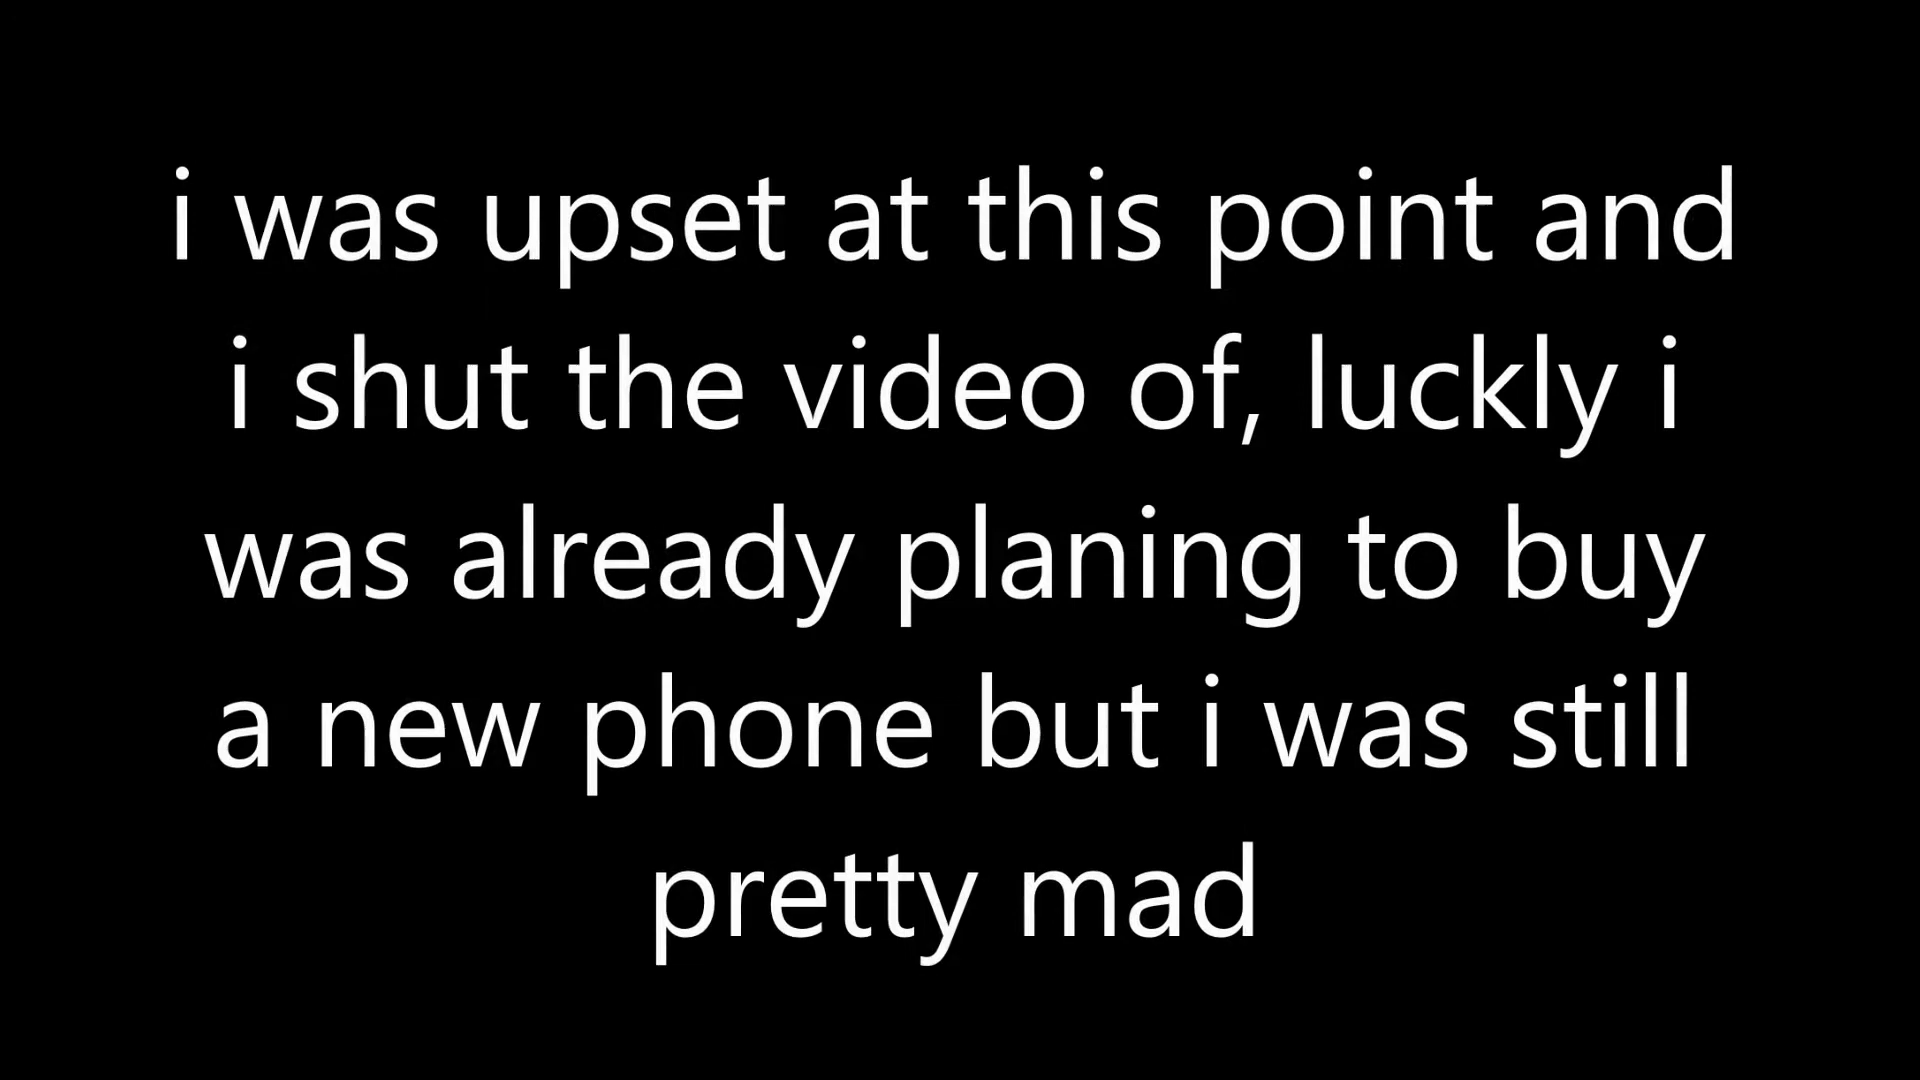 i was upset at this point and
i shut the video of, luckly i
was already planing to buy
a new phone but i was still
pretty mad